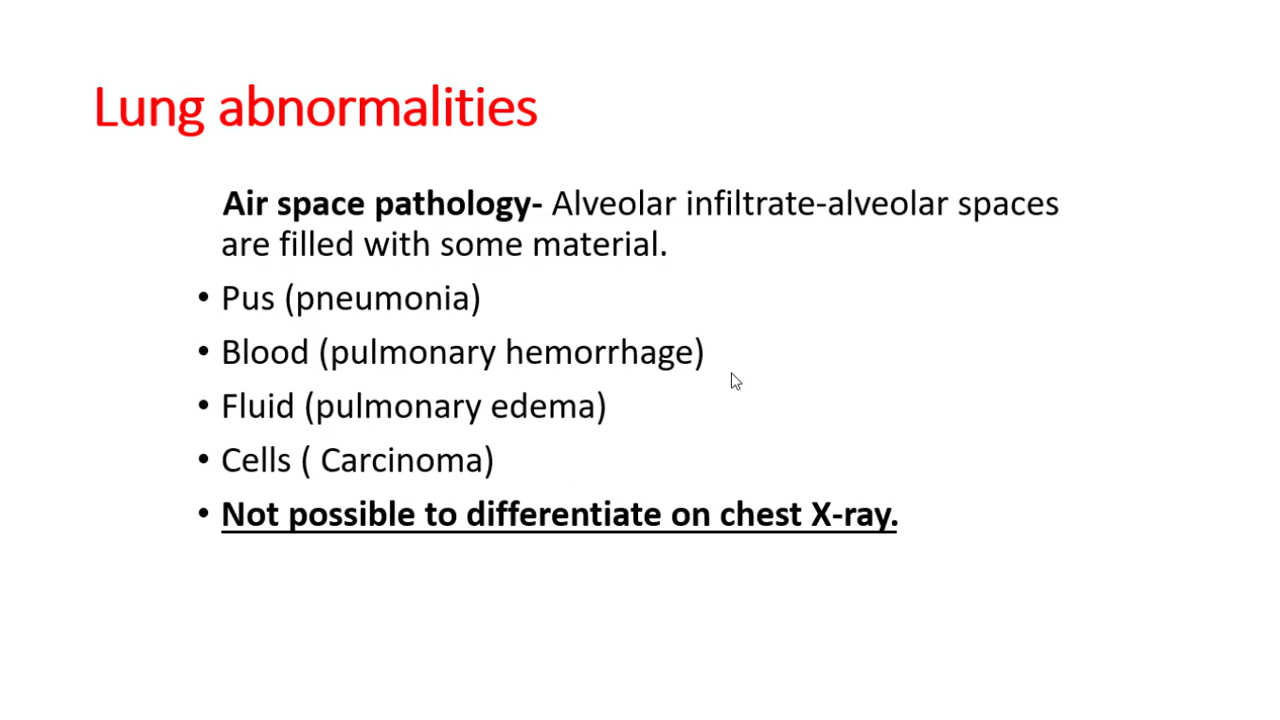 Lung abnormalities
Air space pathology- Alveolar infiltrate-alveolar spaces
are filled with some material.
• Pus (pneumonia)
• Blood (pulmonary hemorrhage)
• Fluid (pulmonary edema)
• Cells ( Carcinoma)
• Not possible to differentiate on chest X-ray.